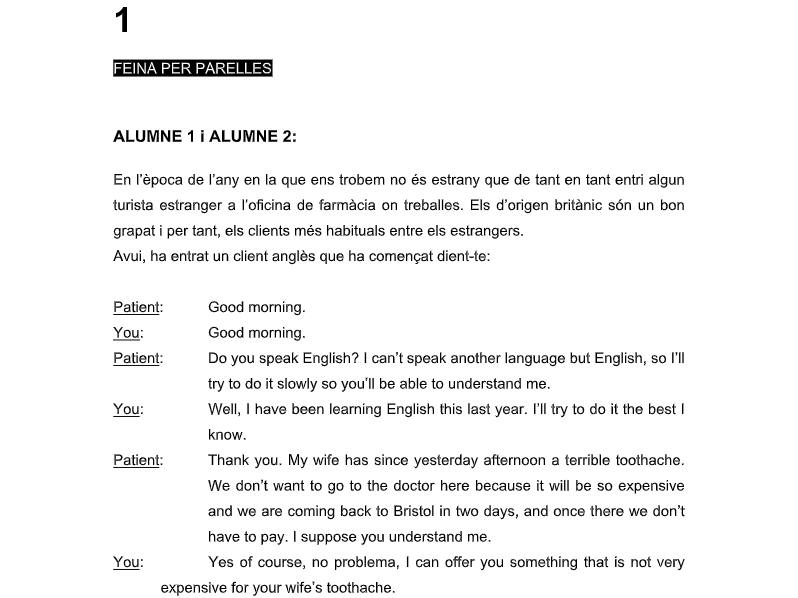 1
FEINA PER PARELLES
ALUMNE 1 i ALUMNE 2:
En l’època de l’any en la que ens trobem no és estrany que de tant en tant entri algun
turista estranger a l’oficina de farmàcia on treballes. Els d’origen britànic són un bon
grapat i per tant, els clients més habituals entre els estrangers.
Avui, ha entrat un client anglès que ha començat dient-te:
Patient: Good morning.
You: Good morning.
Patient: Do you speak English? I can’t speak another language but English, so I’ll
try to do it slowly so you’ll be able to understand me.
You: Well, I have been learning English this last year. I’ll try to do it the best I
know.
Patient: Thank you. My wife has since yesterday afternoon a terrible toothache.
We don’t want to go to the doctor here because it will be so expensive
and we are coming back to Bristol in two days, and once there we don’t
have to pay. I suppose you understand me.
You: Yes of course, no problema, I can offer you something that is not very
expensive for your wife’s toothache.